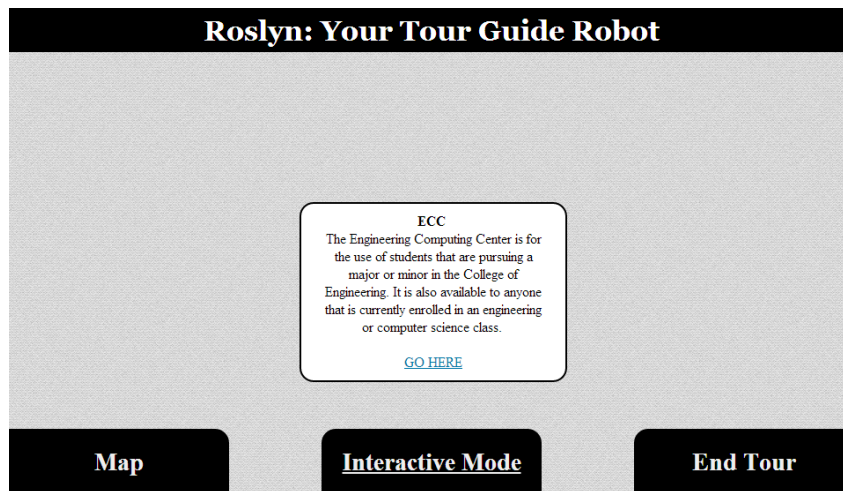 Roslyn: Your Tour Guide Robot
ECC
The Engineering Computing Center is for
the use of students that are pursuing a
major or minor in the College of
Engineering. It is also available to anyone
that is currently enrolled in an engineering
or computer science class.
GO HERE
Map
Interactive Mode
End Tour